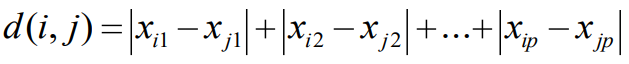 d(i, j) = |x_{i1} − x_{j1}| + |x_{i2} − x_{j2}| + ... + |x_{ip} − x_{jp}|